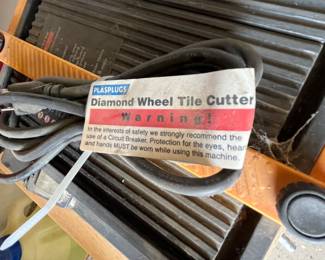 PLASPLUGS
Diamond Wheel Tile Cutter
Warning!
In the interests of safety we strongly recommend the
use of a Circuit Breaker. Protection for the eyes, hear
and hands MUST be worn while using this machine.